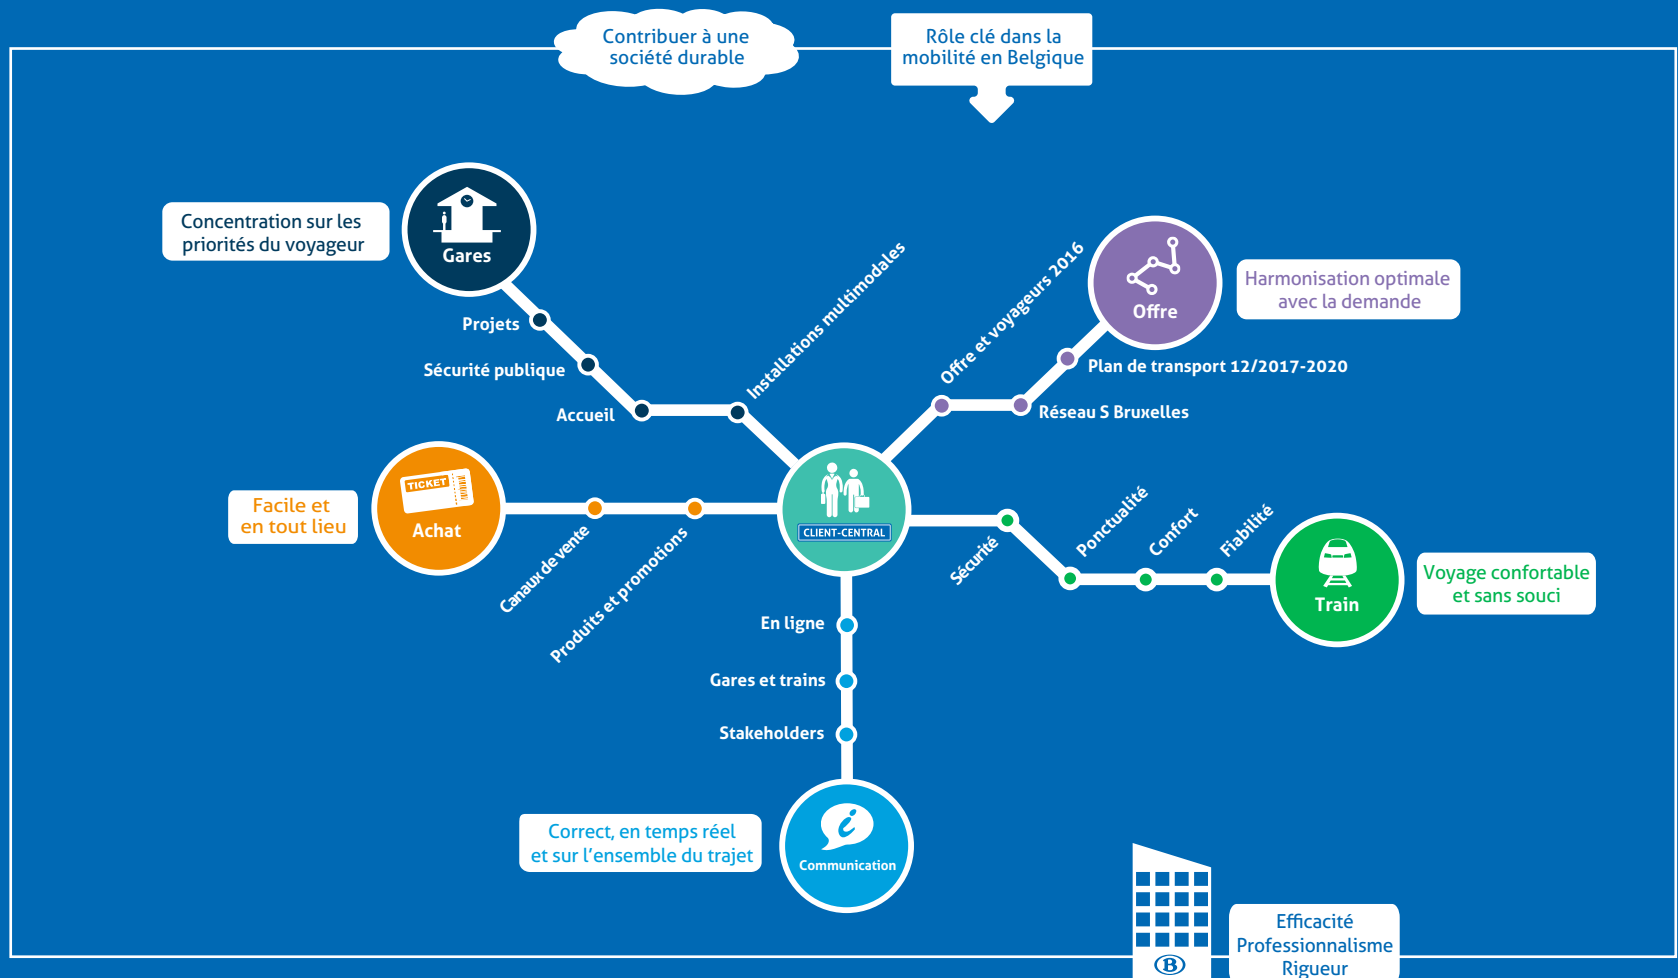 Contribuer à une
société durable
Rôle clé dans la
mobilité en Belgique
Concentration sur les
priorités du voyageur
Gares
Projets
Sécurité publique
Accueil
Installations multimodales
Offre et voyageurs 2016
Offre
Harmonisation optimale
avec la demande
Plan de transport 12/2017-2020
Réseau S Bruxelles
Facile et
en tout lieu
TICKET
Achat
Canaux de vente
Produits et promotions
CLIENT-CENTRAL
Sécurité
Ponctualité
Confort
Fiabilité
Train
Voyage confortable
et sans souci
En ligne
Gares et trains
Stakeholders
Correct, en temps réel
et sur l'ensemble du trajet
i
Communication
B
Efficacité
Professionnalisme
Rigueur